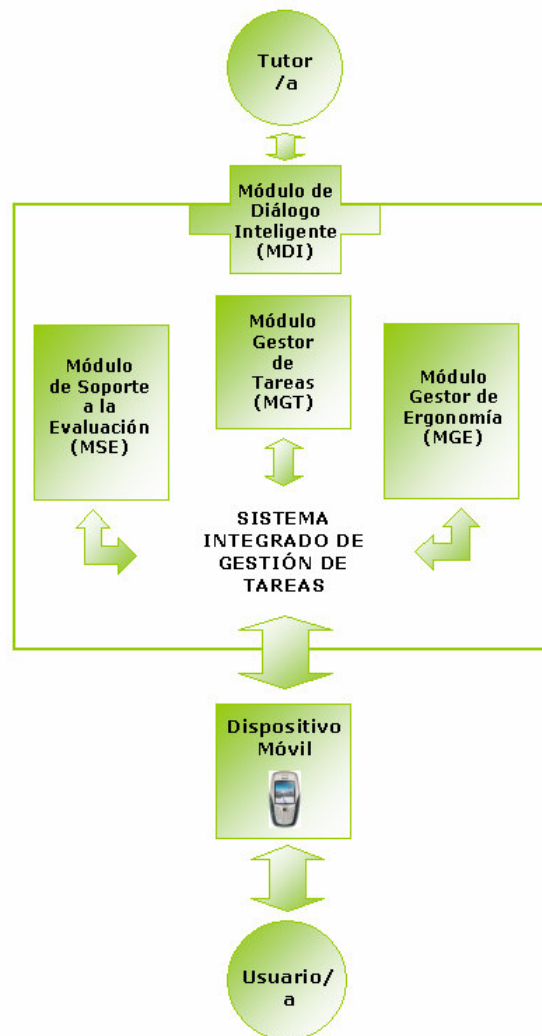 Tutor
/a
Módulo de
Diálogo
Inteligente
(MDI)
Módulo
Gestor
de
Tareas
(MGT)
Módulo
de Soporte
a la
Evaluación
(MSE)
Módulo
Gestor de
Ergonomía
(MGE)
SISTEMA
INTEGRADO DE
GESTIÓN DE
TAREAS
Dispositivo
Móvil
Usuario/
a